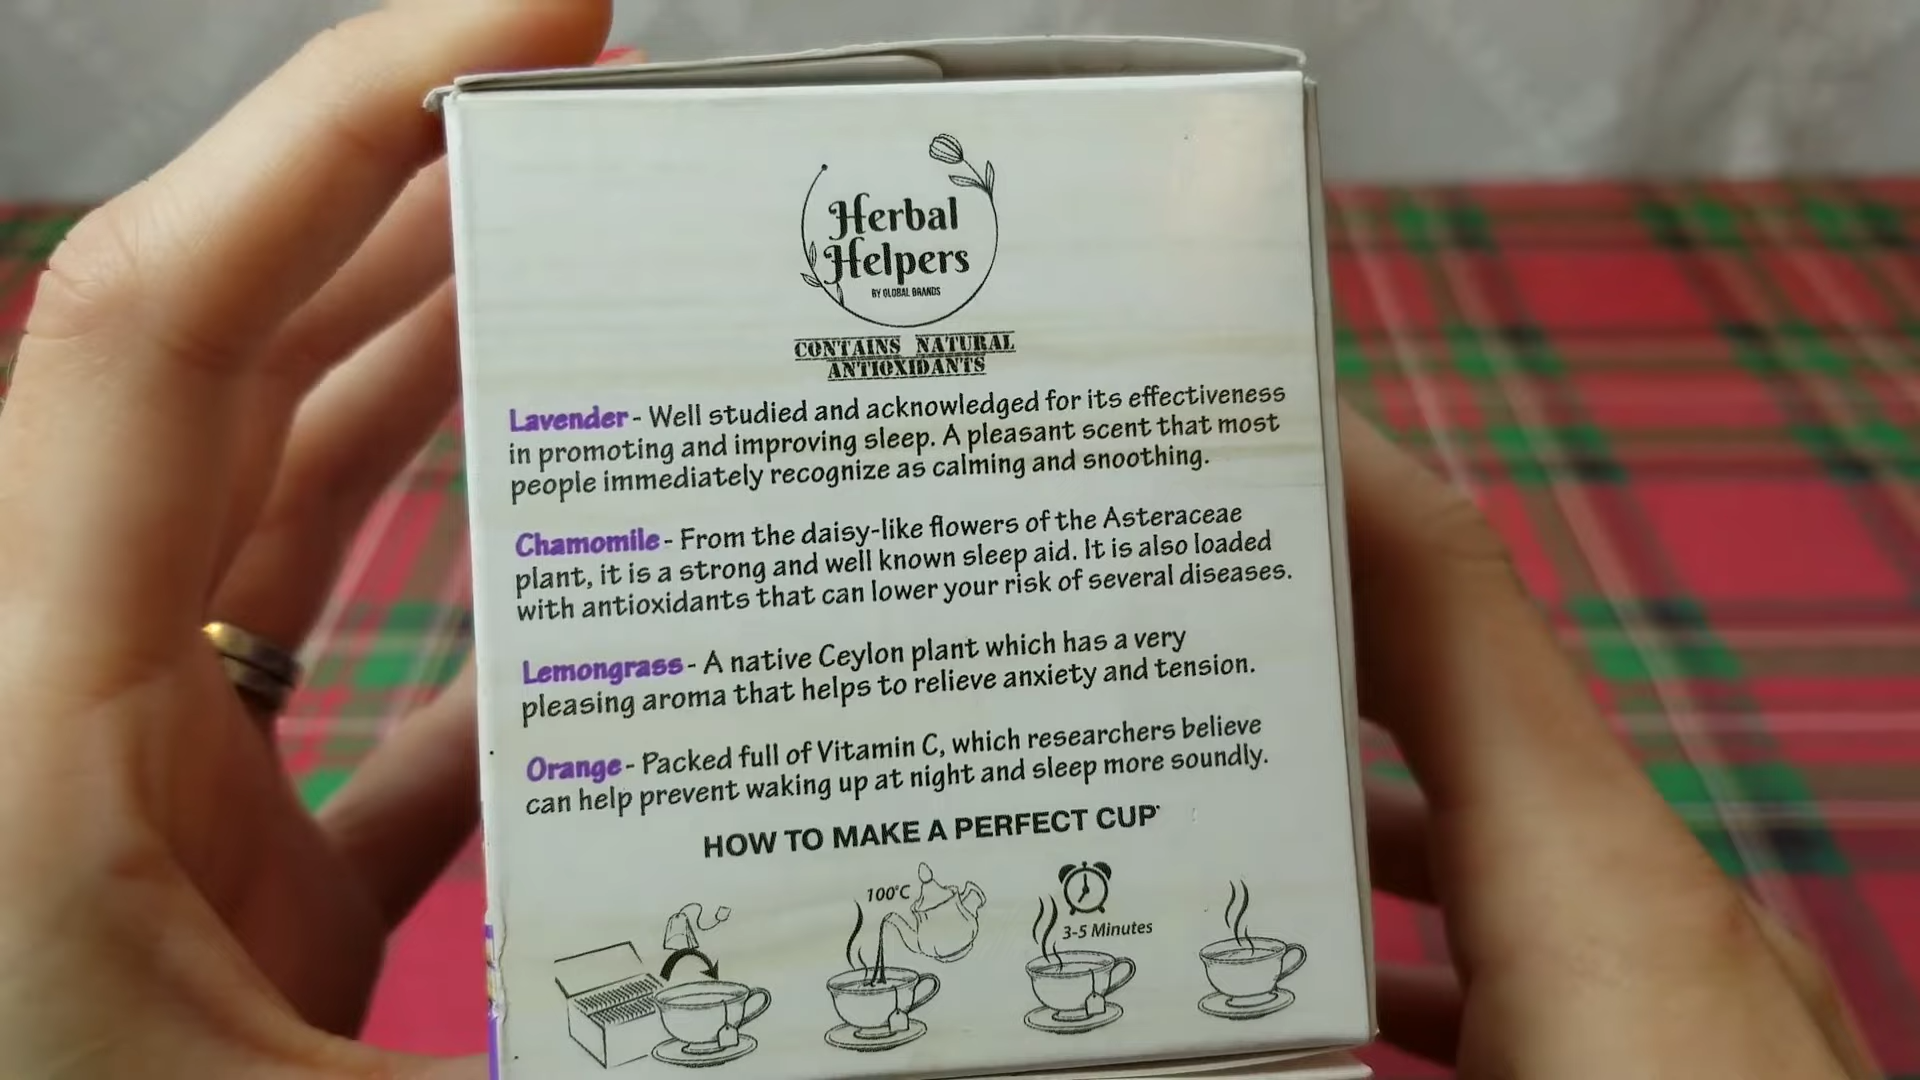 Herbal
Helpers
BY GLOBAL BRANDS
CONTAINS NATURAL
ANTIOXIDANTS
Lavender - Well studied and acknowledged for its effectiveness
in promoting and improving sleep. A pleasant scent that most
people immediately recognize as calming and snoothing.
Chamomile - From the daisy-like flowers of the Asteraceae
plant, it is a strong and well known sleep aid. It is also loaded
with antioxidants that can lower your risk of several diseases.
Lemongrass - A native Ceylon plant which has a very
pleasing aroma that helps to relieve anxiety and tension.
Orange - Packed full of Vitamin C, which researchers believe
can help prevent waking up at night and sleep more soundly.
HOW TO MAKE A PERFECT CUP
100°C
3-5 Minutes